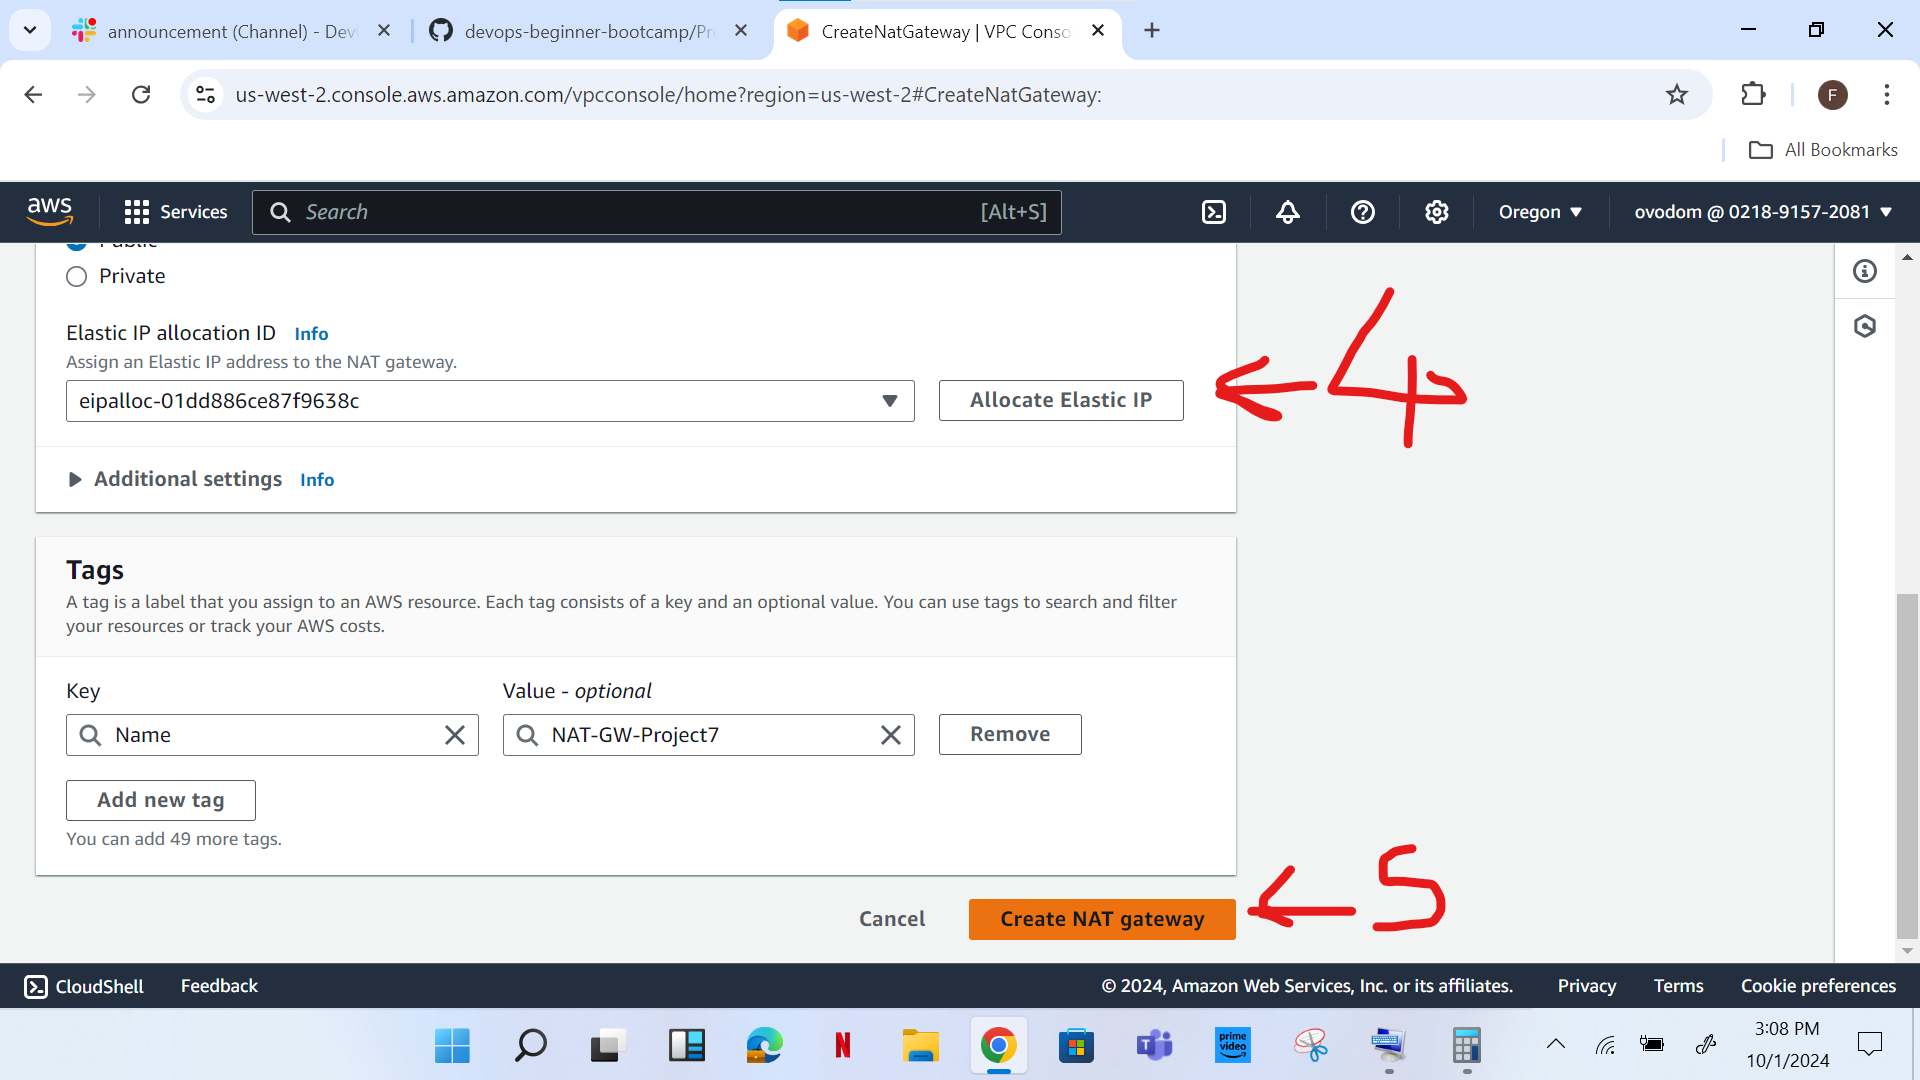 announcement (Channel) - Dev
devops-beginner-bootcamp/Pr
CreateNatGateway | VPC Conso
us-west-2.console.aws.amazon.com/vpcconsole/home?region=us-west-2#CreateNatGateway:
F
All Bookmarks
aws
Services
Search
[Alt+S]
Oregon
ovodom @ 0218-9157-2081
Public
Private
Elastic IP allocation ID Info
Assign an Elastic IP address to the NAT gateway.
eipalloc-01dd886ce87f9638c
Allocate Elastic IP
4
Additional settings Info
Tags
A tag is a label that you assign to an AWS resource. Each tag consists of a key and an optional value. You can use tags to search and filter
your resources or track your AWS costs.
Key
Value - optional
Name
NAT-GW-Project7
Remove
Add new tag
You can add 49 more tags.
Cancel
Create NAT gateway
5
CloudShell
Feedback
© 2024, Amazon Web Services, Inc. or its affiliates.
Privacy
Terms
Cookie preferences
N
T
prime
video
3:08 PM
10/1/2024